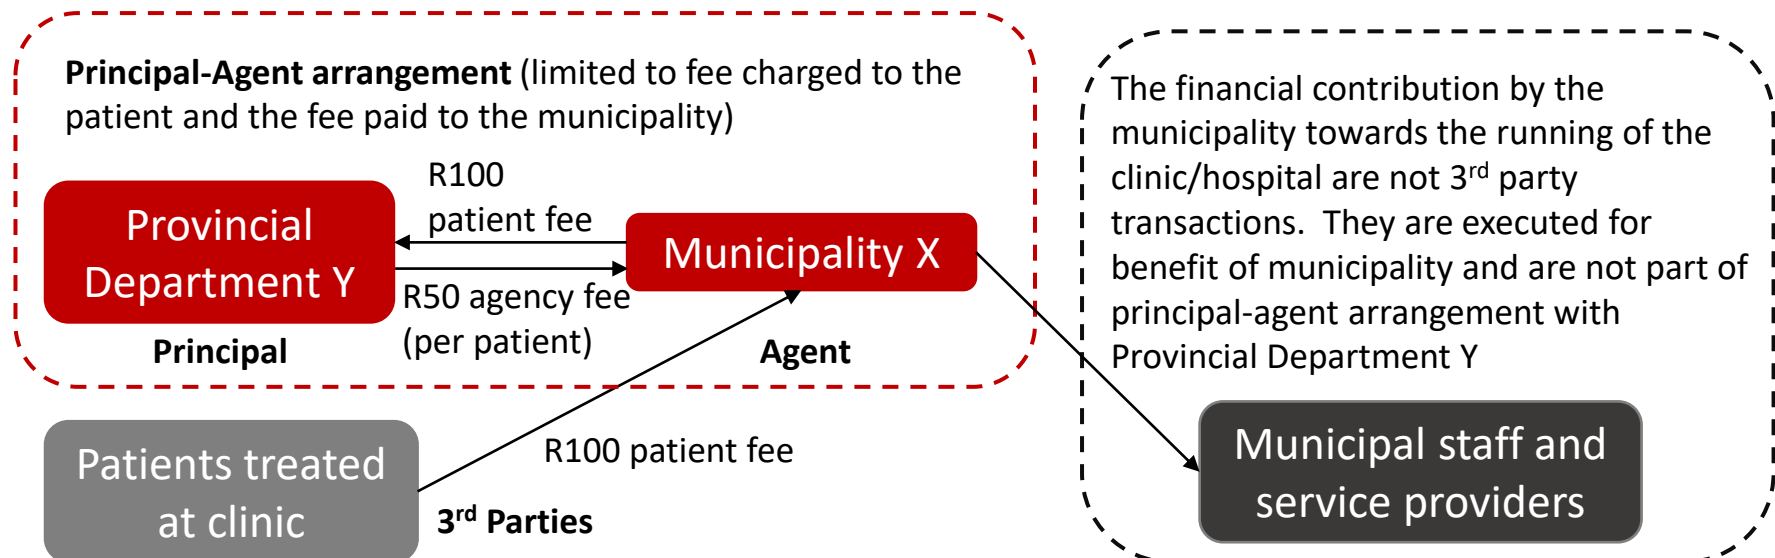 Principal-Agent arrangement (limited to fee charged to the
patient and the fee paid to the municipality)
R100
patient fee
Provincial
Department Y
Municipality X
R50 agency fee
(per patient)
Principal
Agent
Patients treated
at clinic
R100 patient fee
3rd Parties
The financial contribution by the
municipality towards the running of the
clinic/hospital are not 3rd party
transactions. They are executed for
benefit of municipality and are not part of
principal-agent arrangement with
Provincial Department Y
Municipal staff and
service providers